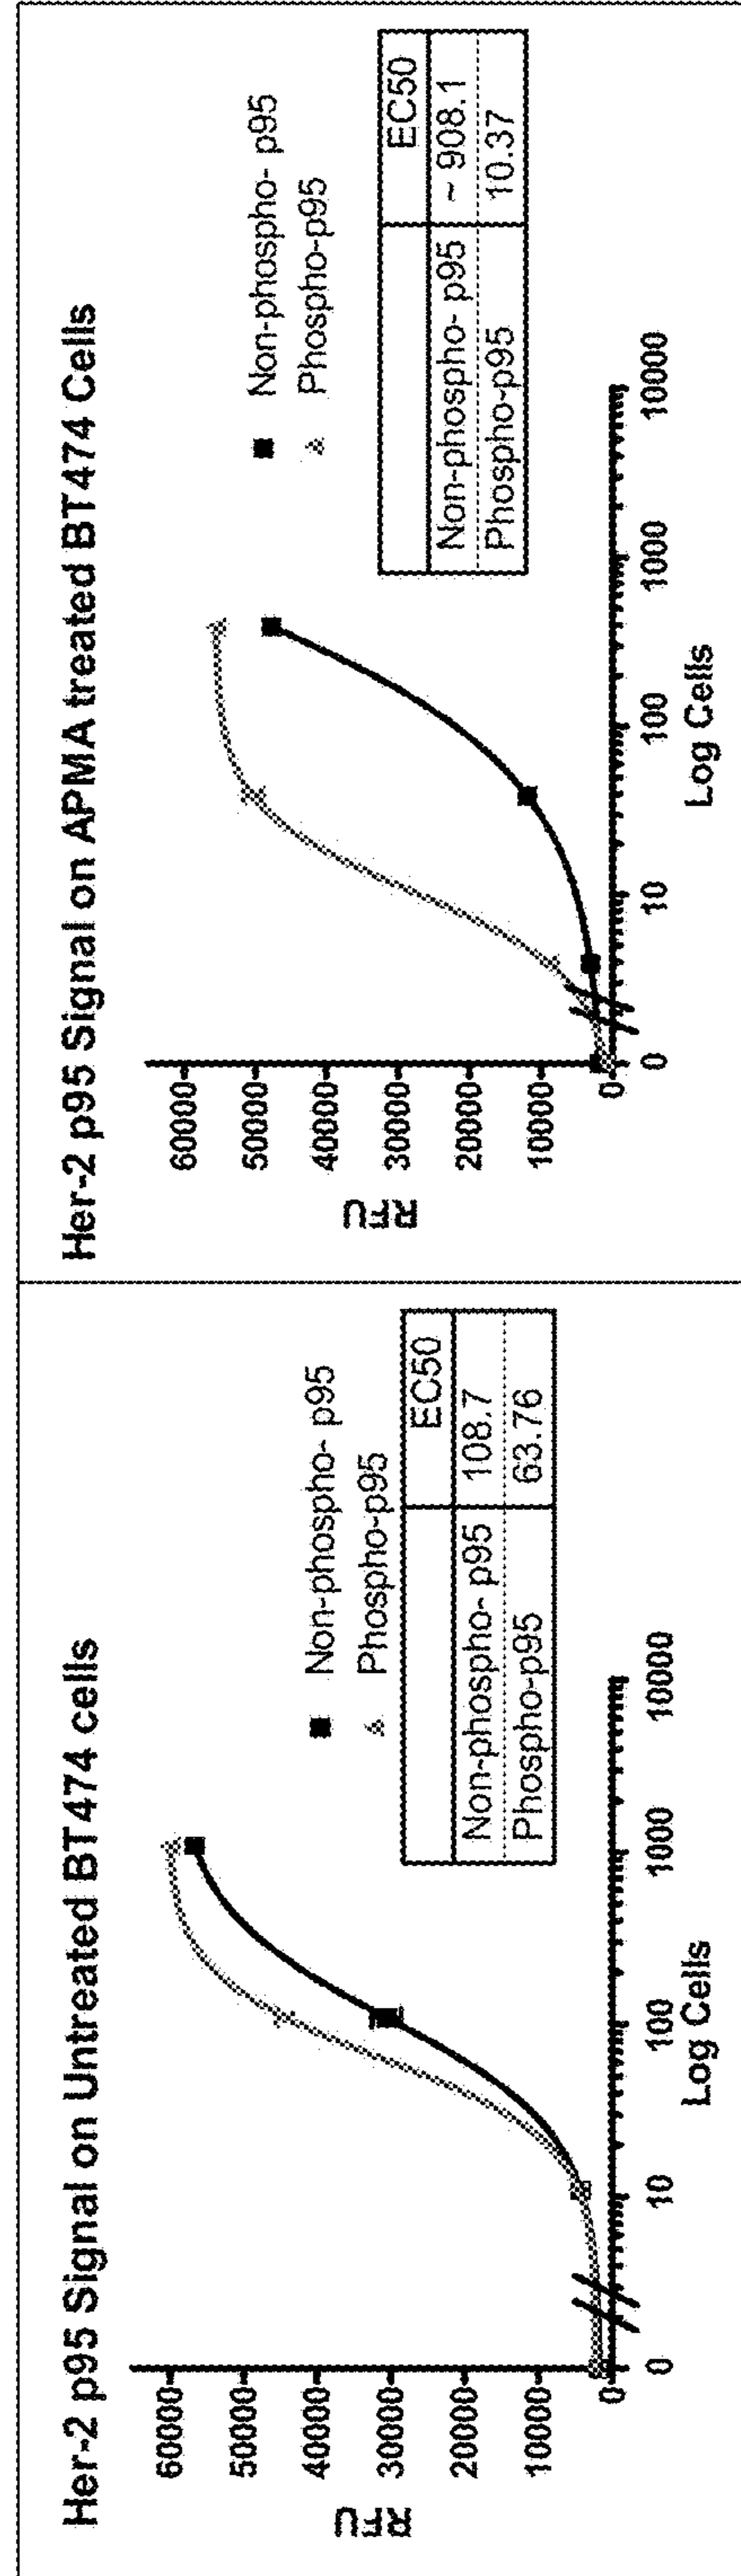 Her-2 p95 Signal on Untreated BT474 cells
RFU
60000
50000
40000
30000
20000
10000
0
0
10
100
1000
10000
Log Cells
Non-phospho- p95
Phospho-p95
EC50
Non-phospho- p95 108.7
Phospho-p95 63.76
Her-2 p95 Signal on APMA treated BT474 Cells
RFU
60000
50000
40000
30000
20000
10000
0
0
10
100
1000
10000
Log Cells
Non-phospho- p95
Phospho-p95
EC50
Non-phospho- p95 ~ 908.1
Phospho-p95 10.37